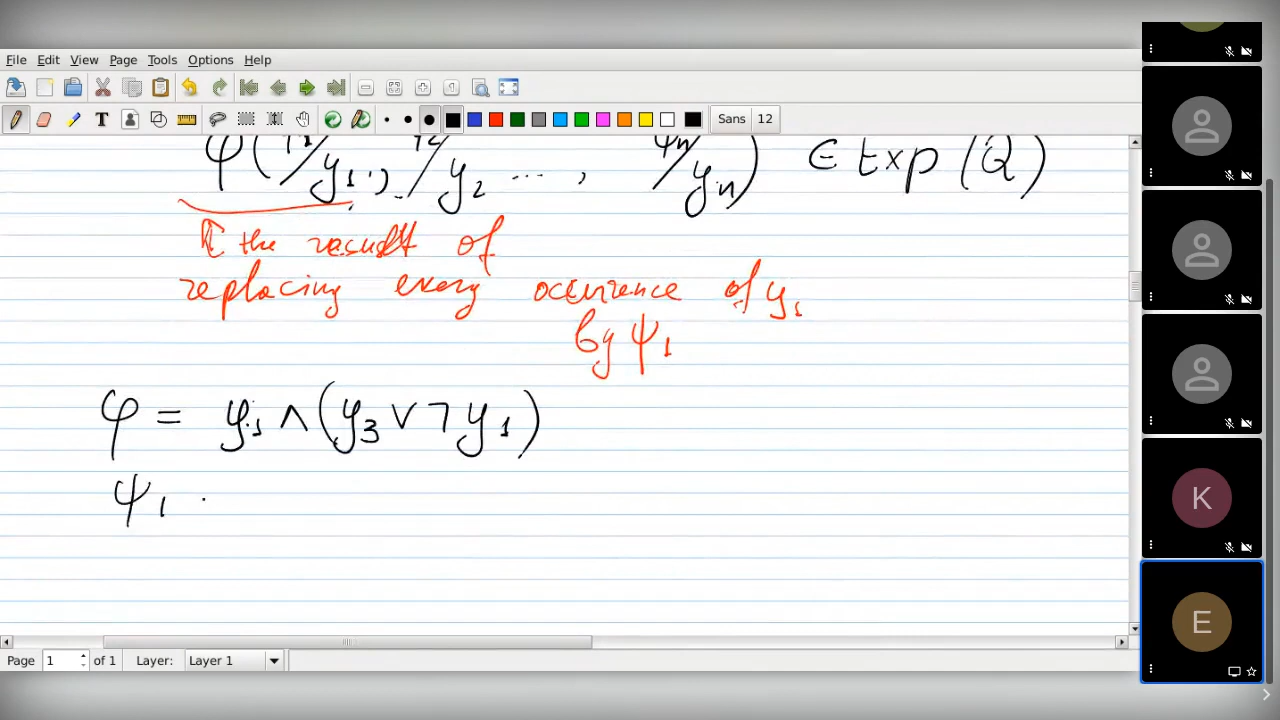 File Edit View Page Tools Options Help
Sans 12
φ(ψ1/y1, ψ2/y2 ..., ψn/yn) ∈ Exp(Q)
the result of
replacing every occurence of y1
by ψ1
φ = y1 ∧ (y3 ∨ ¬y1)
ψ1
K
E
Page 1 of 1 Layer: Layer 1